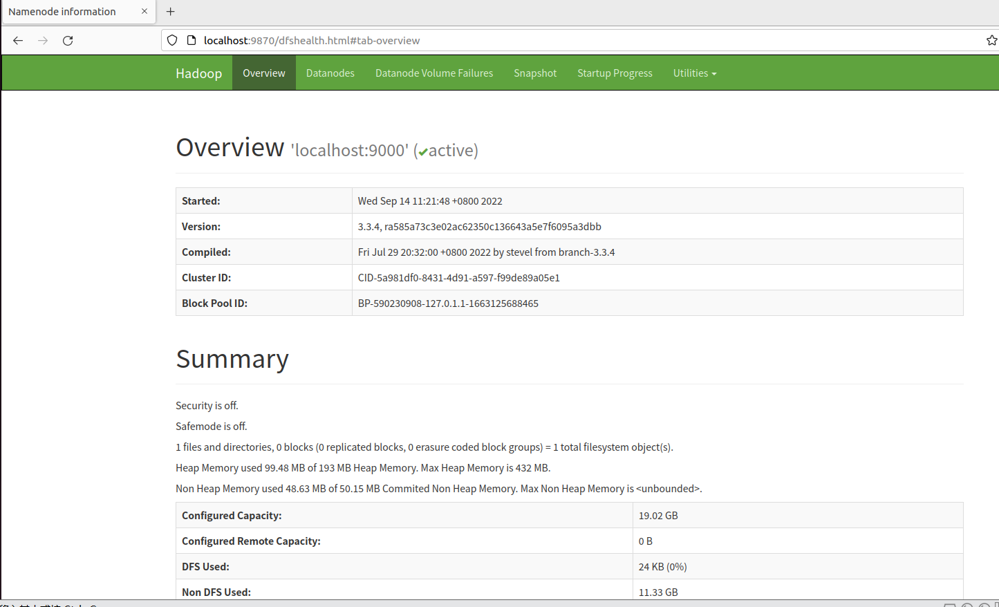 Namenode information
localhost:9870/dfshealth.html#tab-overview
Hadoop Overview Datanodes Datanode Volume Failures Snapshot Startup Progress Utilities
Overview 'localhost:9000' (✔active)
Started: Wed Sep 14 11:21:48 +0800 2022
Version: 3.3.4, ra585a73c3e02ac62350c136643a5e7f6095a3dbb
Compiled: Fri Jul 29 20:32:00 +0800 2022 by stevel from branch-3.3.4
Cluster ID: CID-5a981df0-8431-4d91-a597-f99de89a05e1
Block Pool ID: BP-590230908-127.0.1.1-1663125688465
Summary
Security is off.
Safemode is off.
1 files and directories, 0 blocks (0 replicated blocks, 0 erasure coded block groups) = 1 total filesystem object(s).
Heap Memory used 99.48 MB of 193 MB Heap Memory. Max Heap Memory is 432 MB.
Non Heap Memory used 48.63 MB of 50.15 MB Commited Non Heap Memory. Max Non Heap Memory is <unbounded>.
Configured Capacity: 19.02 GB
Configured Remote Capacity: 0 B
DFS Used: 24 KB (0%)
Non DFS Used: 11.33 GB